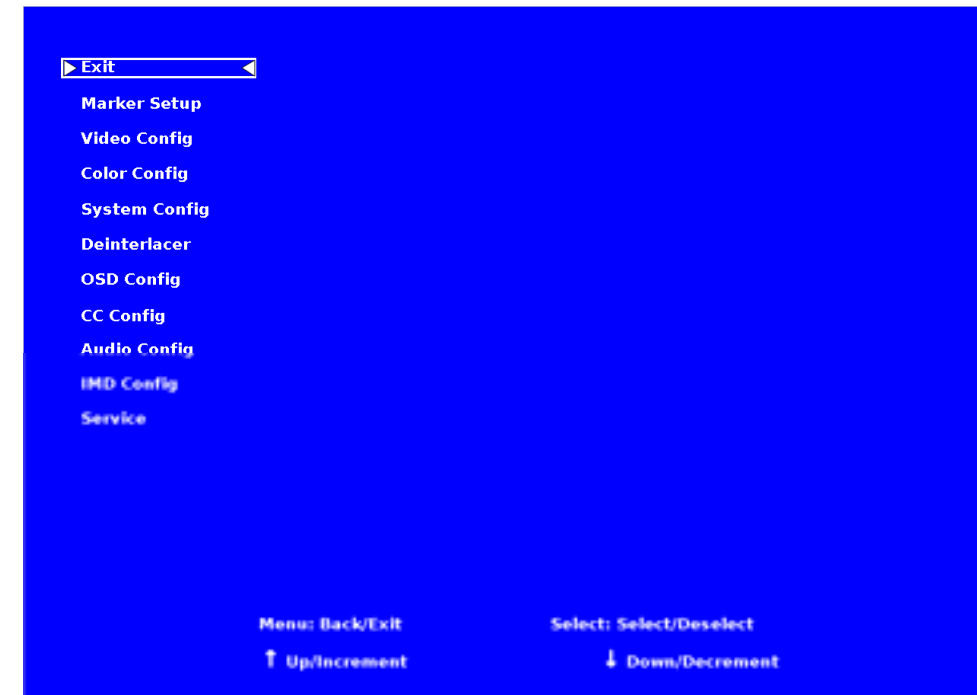 Exit
Marker Setup
Video Config
Color Config
System Config
Deinterlacer
OSD Config
CC Config
Audio Config
IMD Config
Service
Menu: Back/Exit Select: Select/Deselect
↑ Up/Increment ↓ Down/Decrement